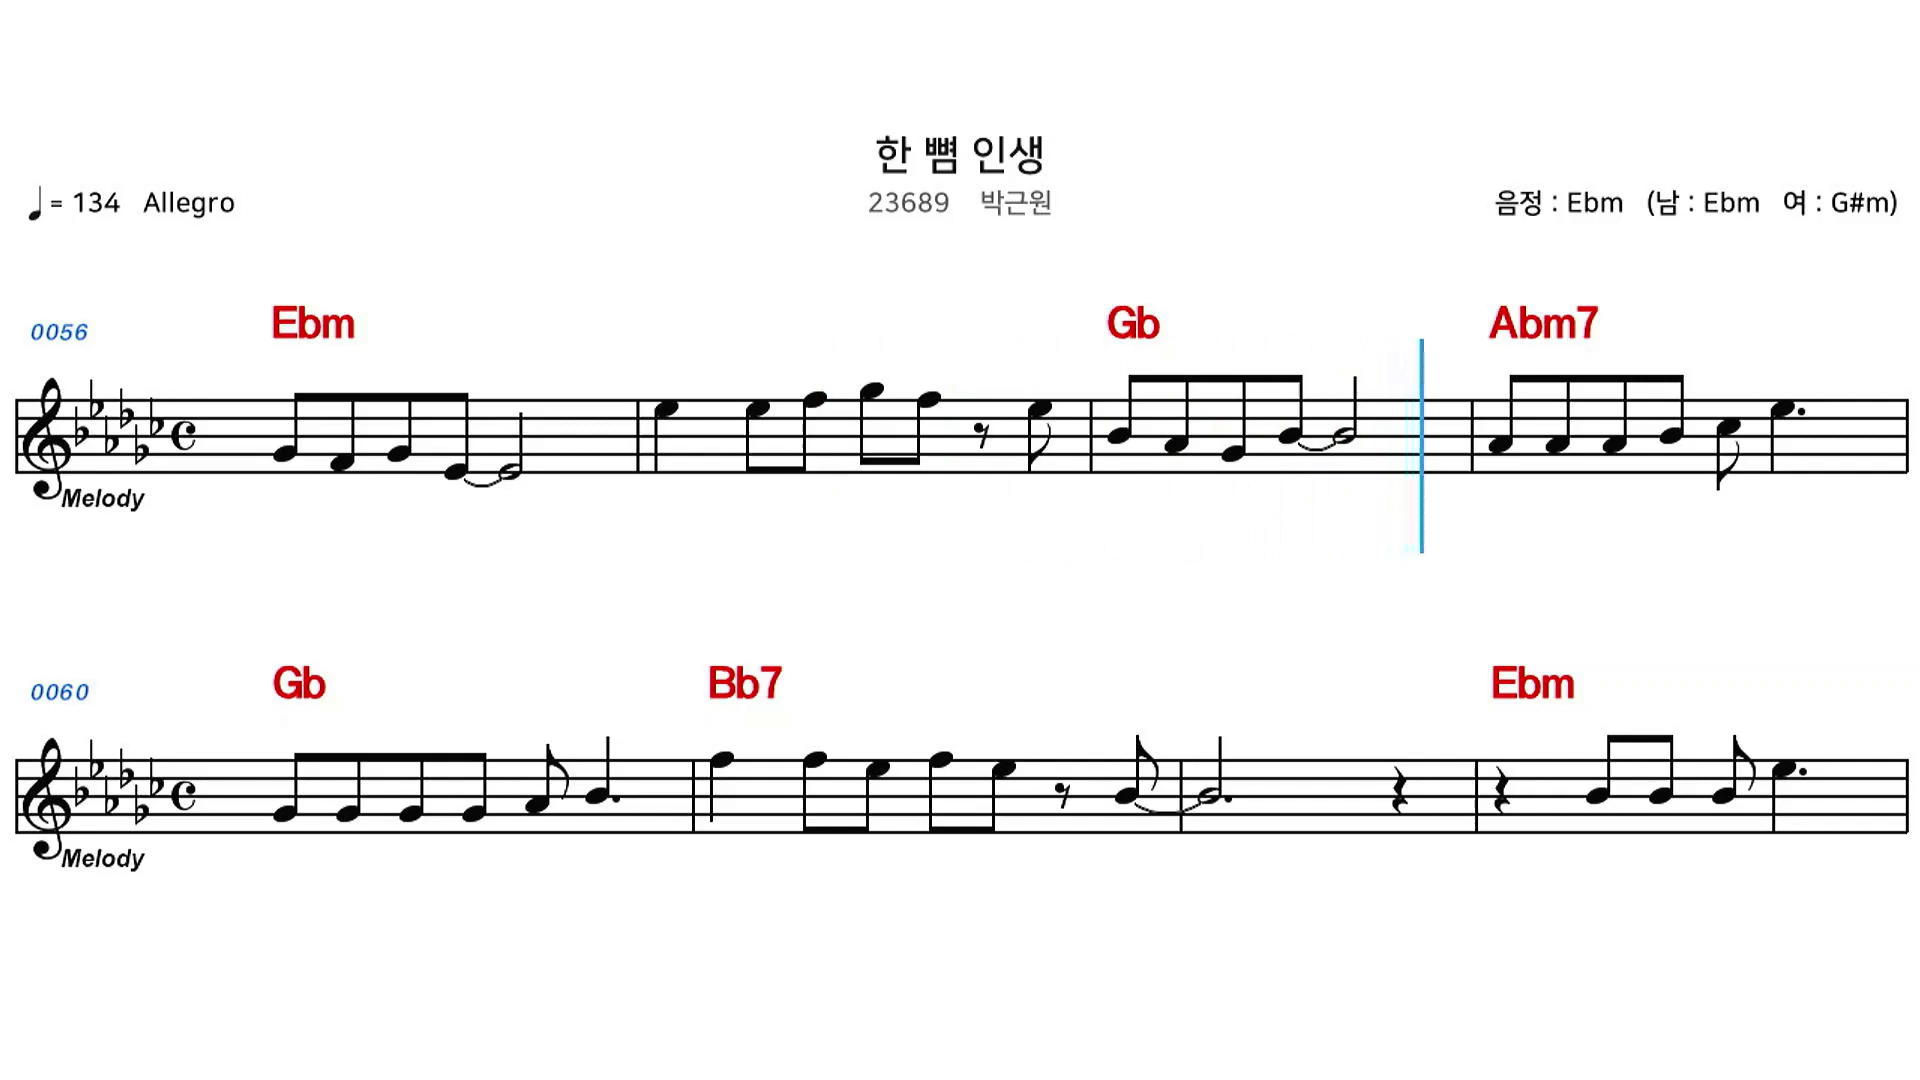 한 뼘 인생
♩= 134 Allegro
23689 박근원
음정 : Ebm (남 : Ebm 여 : G#m)
0056 Ebm Gb Abm7
Melody
0060 Gb Bb7 Ebm
Melody